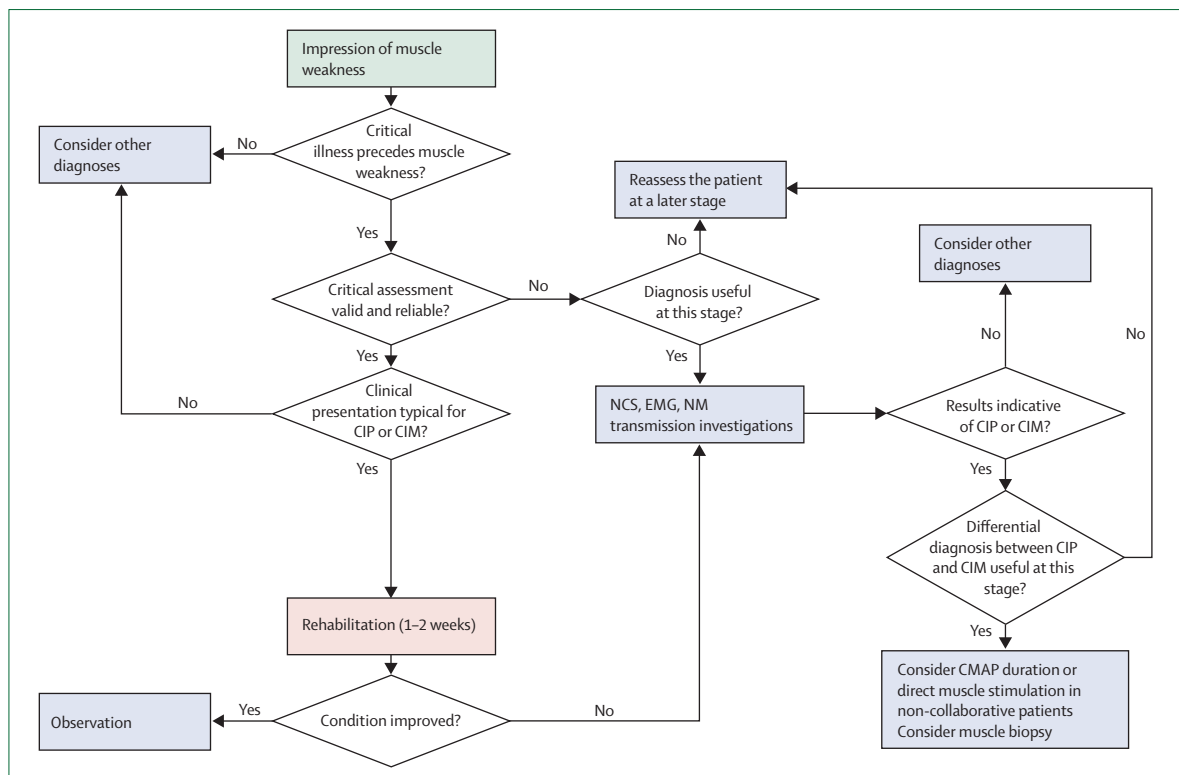 Impression of muscle
weakness
Critical
illness precedes muscle
weakness?
No
Consider other
diagnoses
Yes
Critical assessment
valid and reliable?
No
Diagnosis useful
at this stage?
No
Reassess the patient
at a later stage
Yes
Yes
Clinical
presentation typical for
CIP or CIM?
No
NCS, EMG, NM
transmission investigations
Results indicative
of CIP or CIM?
No
Consider other
diagnoses
No
Yes
Yes
Differential
diagnosis between CIP
and CIM useful at this
stage?
Yes
Consider CMAP duration or
direct muscle stimulation in
non-collaborative patients
Consider muscle biopsy
Rehabilitation (1–2 weeks)
Condition improved?
Yes
No
Observation